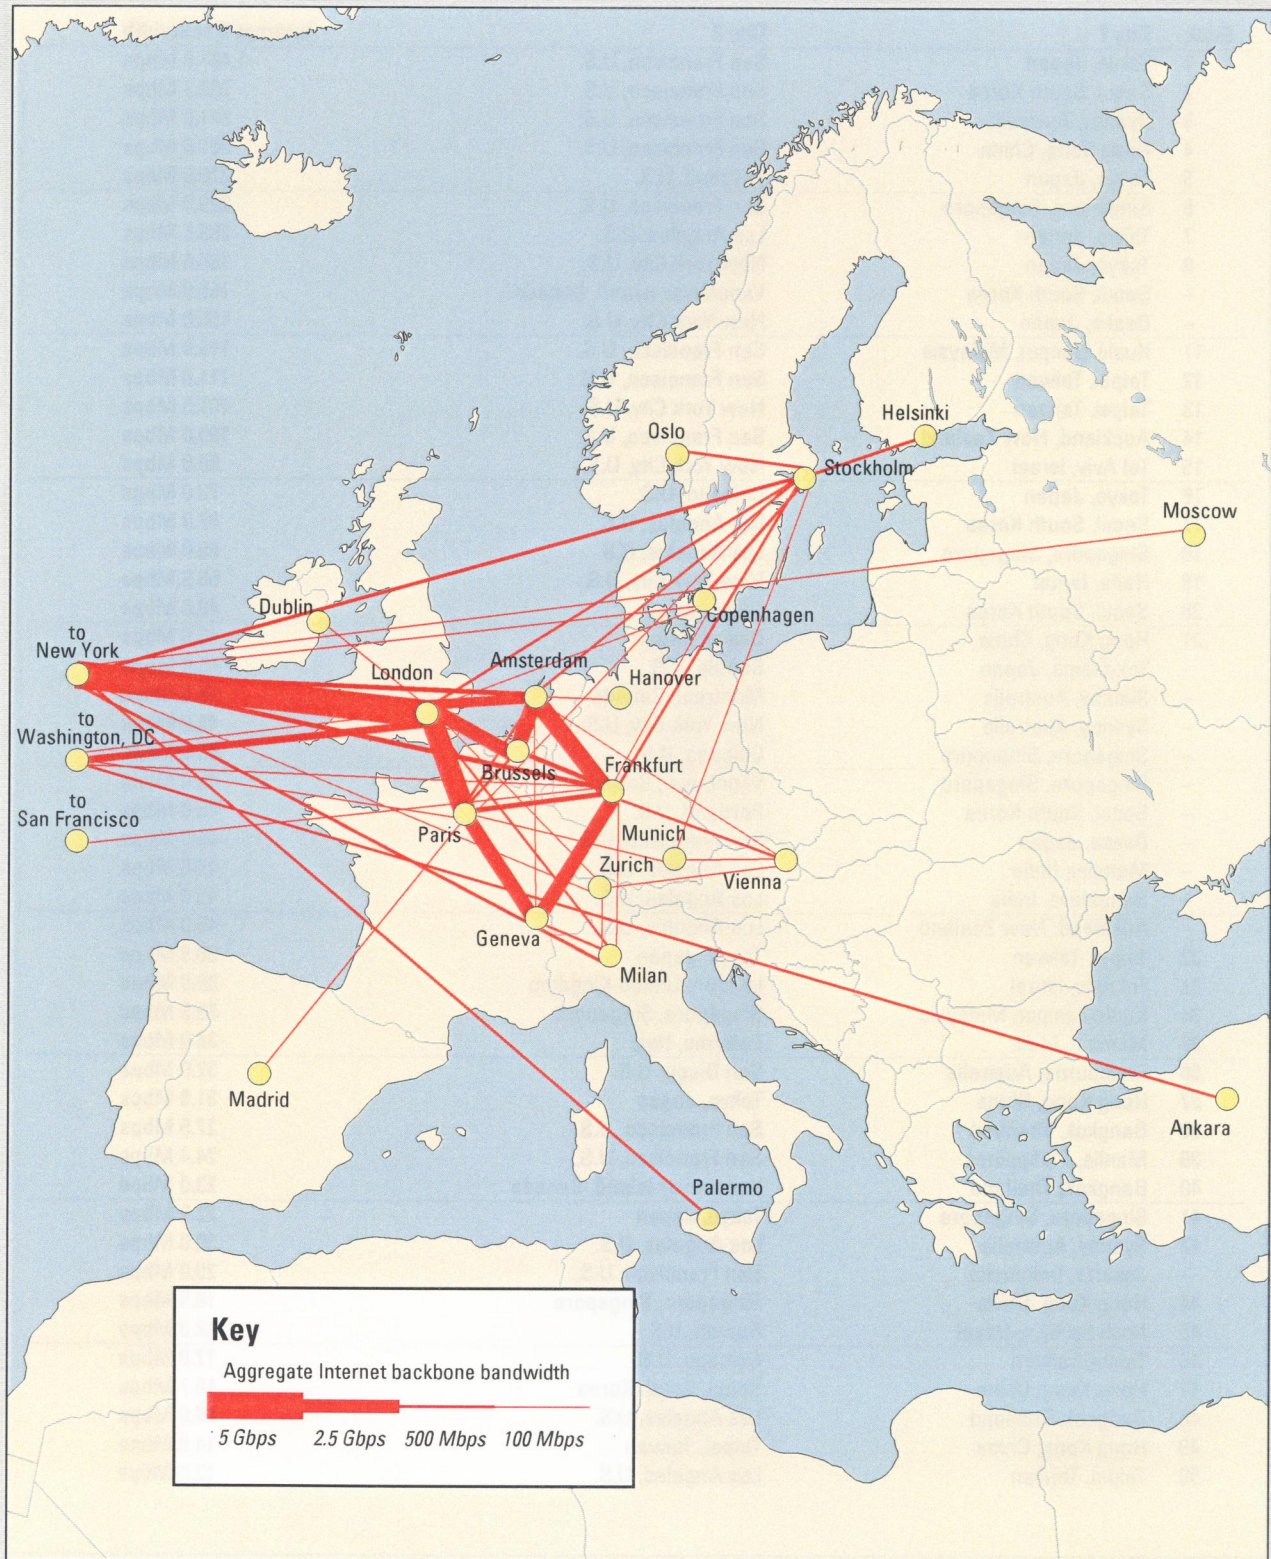 Helsinki
Oslo
Stockholm
Moscow
Dublin
Copenhagen
to
New York
London
Amsterdam
Hanover
to
Washington, DC
Brussels
Frankfurt
to
San Francisco
Paris
Munich
Zurich
Vienna
Geneva
Milan
Madrid
Ankara
Palermo
Key
Aggregate Internet backbone bandwidth
5 Gbps 2.5 Gbps 500 Mbps 100 Mbps